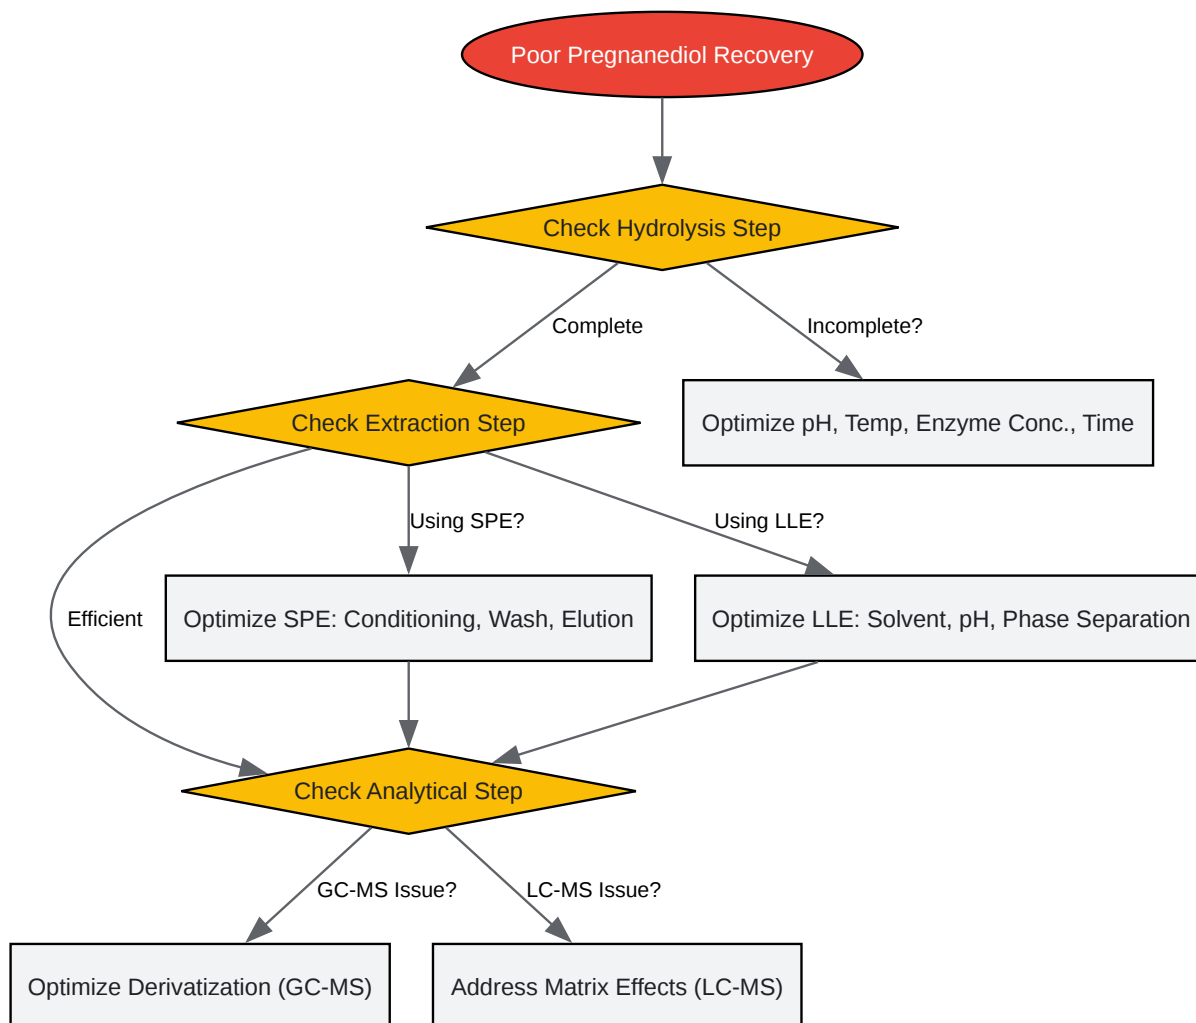 Poor Pregnanediol Recovery
Check Hydrolysis Step
Complete
Incomplete?
Check Extraction Step
Optimize pH, Temp, Enzyme Conc., Time
Using SPE?
Using LLE?
Efficient
Optimize SPE: Conditioning, Wash, Elution
Optimize LLE: Solvent, pH, Phase Separation
Check Analytical Step
GC-MS Issue?
LC-MS Issue?
Optimize Derivatization (GC-MS)
Address Matrix Effects (LC-MS)